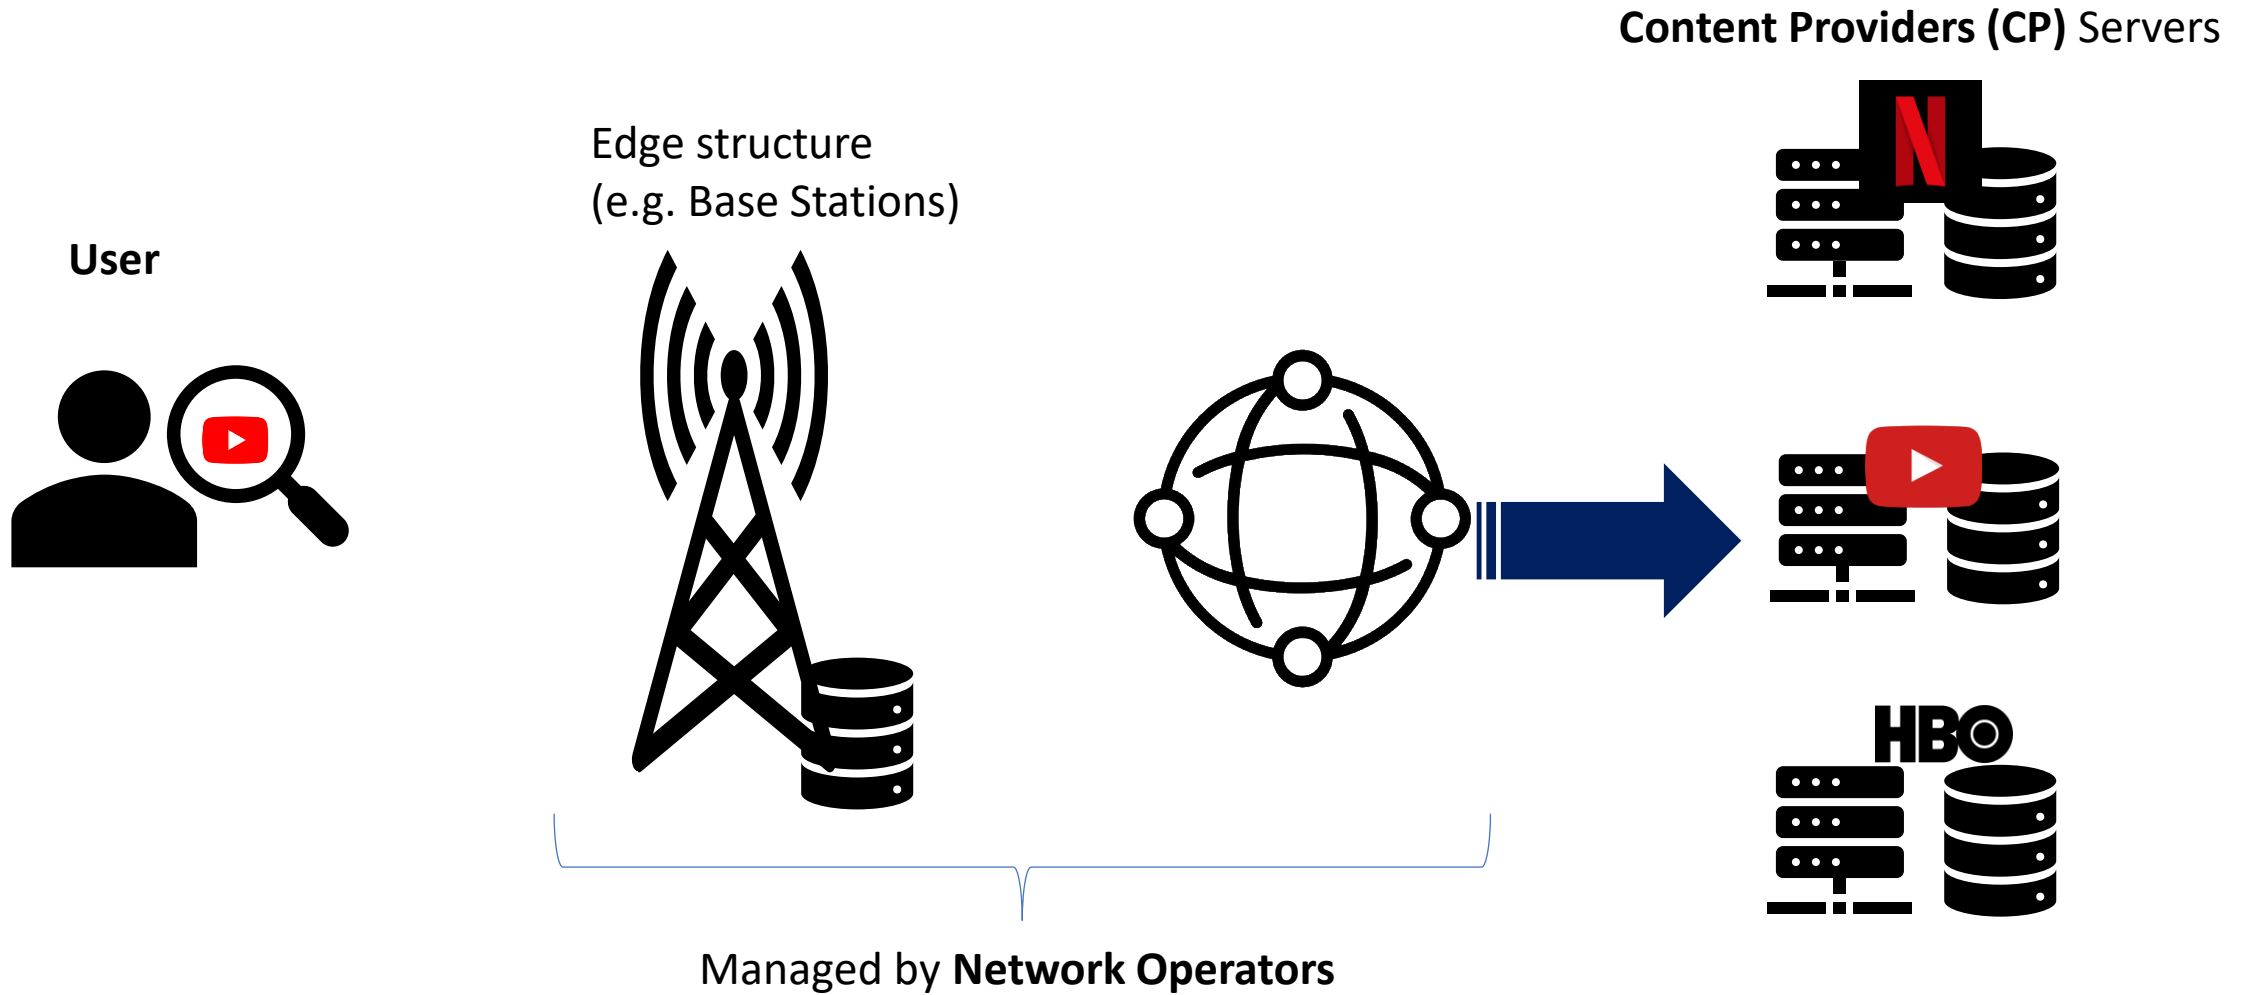 Content Providers (CP) Servers
N
Edge structure
(e.g. Base Stations)
User
HBO
Managed by Network Operators